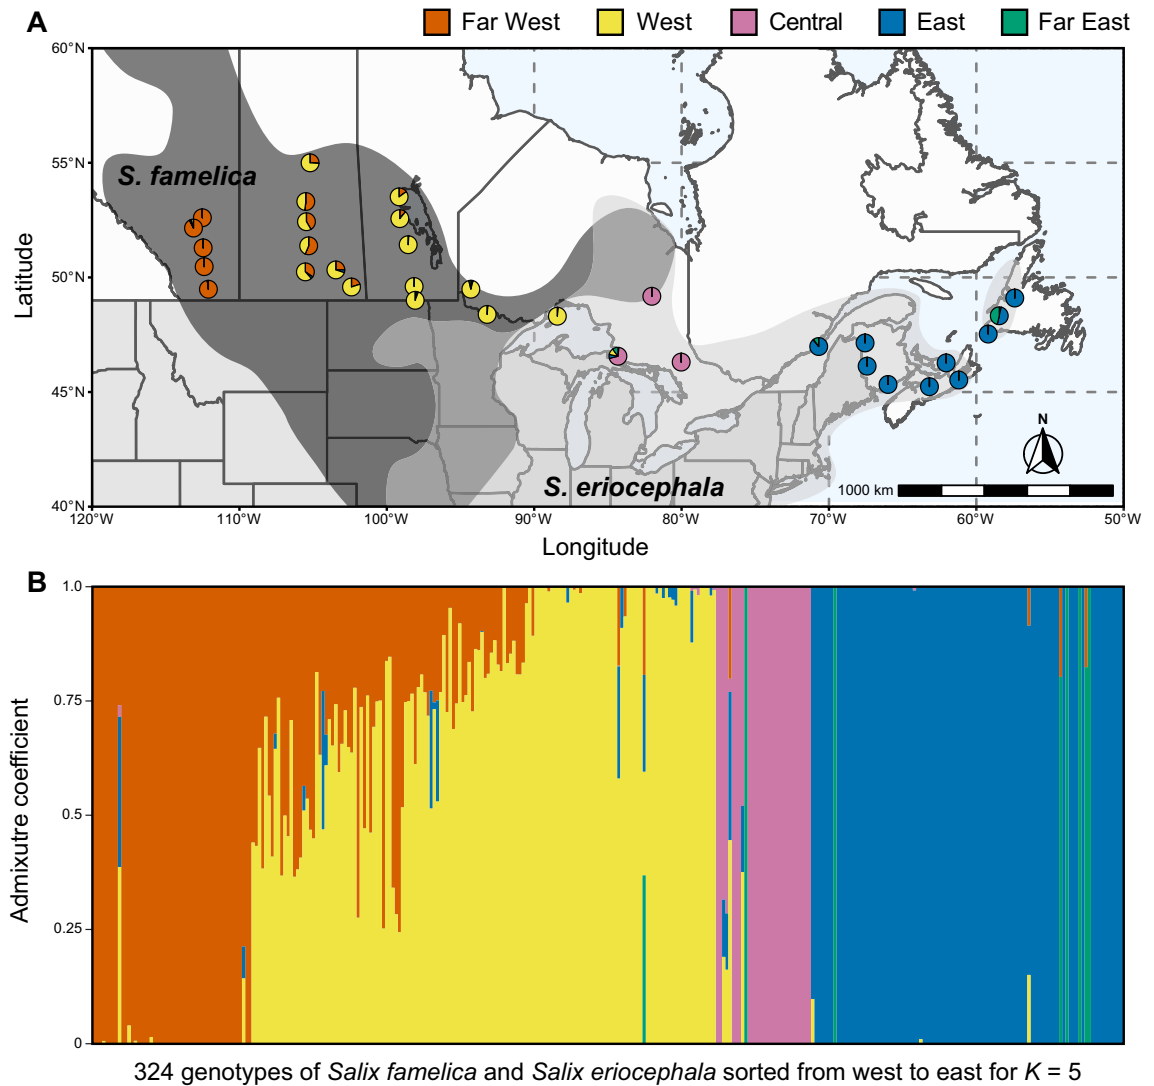 A
Far West
West
Central
East
Far East
60°N
55°N
50°N
45°N
40°N
Latitude
S. famelica
S. eriocephala
N
1000 km
120°W
110°W
100°W
90°W
80°W
70°W
60°W
50°W
Longitude
B
1.0
0.75
0.5
0.25
0
Admixutre coefficient
324 genotypes of Salix famelica and Salix eriocephala sorted from west to east for K = 5